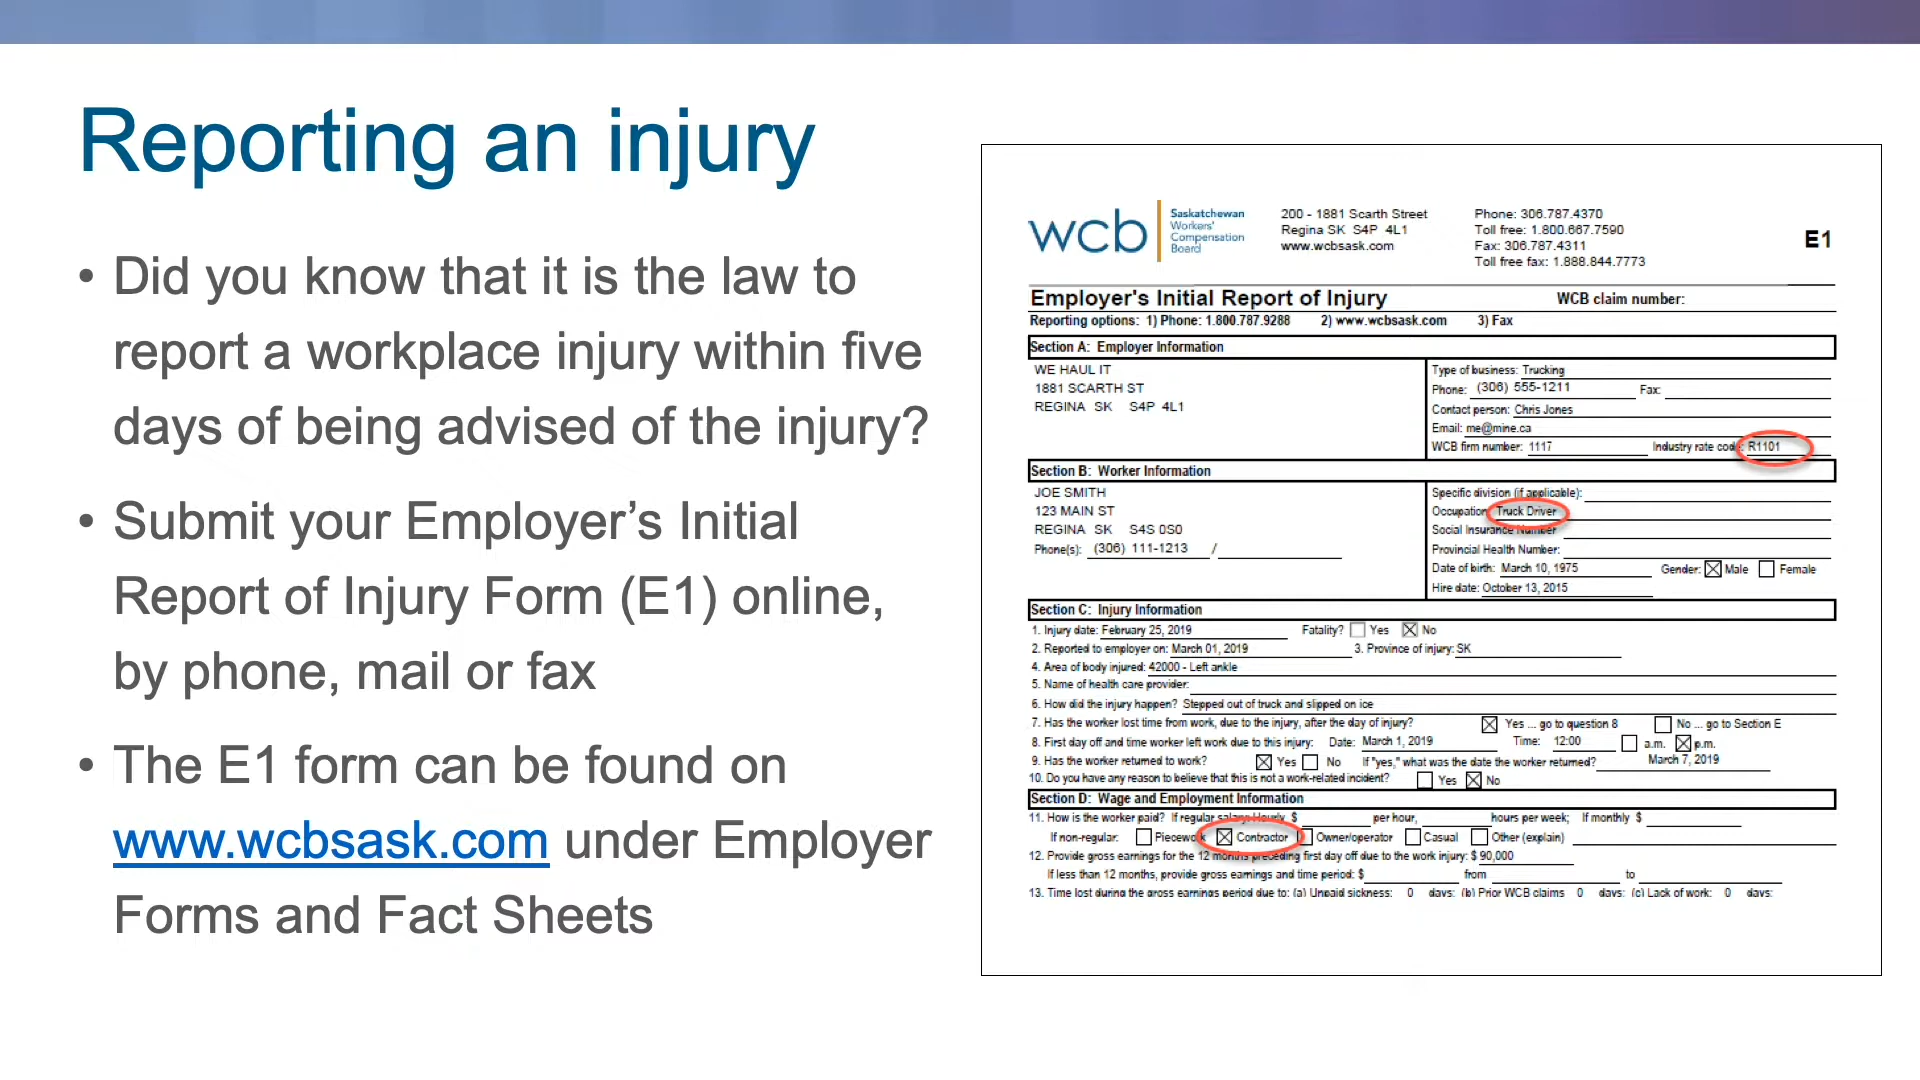 Reporting an injury
• Did you know that it is the law to
report a workplace injury within five
days of being advised of the injury?
• Submit your Employer’s Initial
Report of Injury Form (E1) online,
by phone, mail or fax
• The E1 form can be found on
www.wcbsask.com under Employer
Forms and Fact Sheets
wcb
Saskatchewan
Workers'
Compensation
Board
200 - 1881 Scarth Street
Regina SK S4P 4L1
www.wcbsask.com
Phone: 306.787.4370
Toll free: 1.800.667.7590
Fax: 306.787.4311
Toll free fax: 1.888.844.7773
E1
Employer's Initial Report of Injury WCB claim number:
Reporting options: 1) Phone: 1.800.787.9288 2) www.wcbsask.com 3) Fax
Section A: Employer Information
WE HAUL IT
1881 SCARTH ST
REGINA SK S4P 4L1
Type of business: Trucking
Phone: (306) 555-1211 Fax:
Contact person: Chris Jones
Email: me@mine.ca
WCB firm number: 1117 Industry rate code: R1101
Section B: Worker Information
JOE SMITH
123 MAIN ST
REGINA SK S4S 0S0
Phone(s): (306) 111-1213 /
Specific division (if applicable):
Occupation: Truck Driver
Social Insurance Number
Provincial Health Number:
Date of birth: March 10, 1975 Gender: Male Female
Hire date: October 13, 2015
Section C: Injury Information
1. Injury date: February 25, 2019 Fatality? Yes No
2. Reported to employer on: March 01, 2019 3. Province of injury: SK
4. Area of body injured: 42000 - Left ankle
5. Name of health care provider:
6. How did the injury happen? Stepped out of truck and slipped on ice
7. Has the worker lost time from work, due to the injury, after the day of injury? Yes ... go to question 8 No ... go to Section E
8. First day off and time worker left work due to this injury: Date: March 1, 2019 Time: 12:00 a.m. p.m.
9. Has the worker returned to work? Yes No If "yes," what was the date the worker returned? March 7, 2019
10. Do you have any reason to believe that this is not a work-related incident? Yes No
Section D: Wage and Employment Information
11. How is the worker paid? If regular salary: Hourly $ per hour, hours per week; If monthly $
If non-regular: Piecework Contractor Owner/operator Casual Other (explain)
12. Provide gross earnings for the 12 months preceding first day off due to the work injury: $ 90,000
If less than 12 months, provide gross earnings and time period: $ from to
13. Time lost during the gross earnings period due to: (a) Unpaid sickness: 0 days: (b) Prior WCB claims 0 days: (c) Lack of work: 0 days: